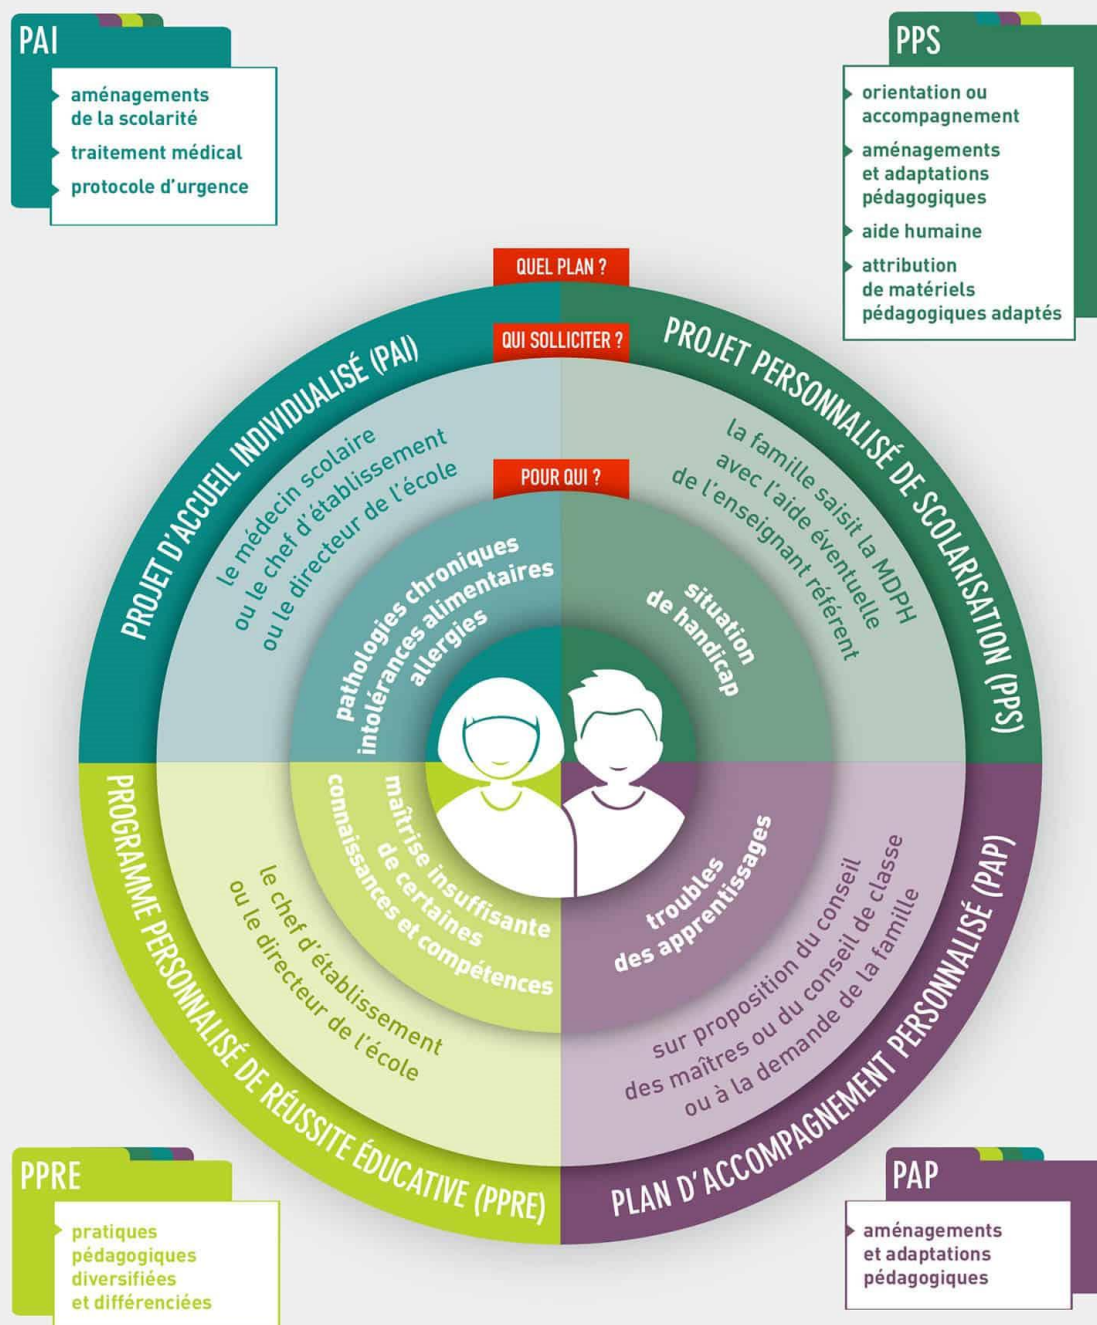 PAI
aménagements
de la scolarité
traitement médical
protocole d'urgence
PPS
orientation ou
accompagnement
aménagements
et adaptations
pédagogiques
aide humaine
attribution
de matériels
pédagogiques adaptés
QUEL PLAN ?
QUI SOLLICITER ?
POUR QUI ?
PROJET D'ACCUEIL INDIVIDUALISÉ (PAI)
le médecin scolaire
ou le chef d'établissement
ou le directeur de l'école
pathologies chroniques
intolérances alimentaires
allergies
PROJET PERSONNALISÉ DE SCOLARISATION (PPS)
la famille saisit la MDPH
avec l'aide éventuelle
de l'enseignant référent
situation
de handicap
PROGRAMME PERSONNALISÉ DE RÉUSSITE ÉDUCATIVE (PPRE)
le chef d'établissement
ou le directeur de l'école
maîtrise insuffisante
de certaines
connaissances et compétences
PLAN D'ACCOMPAGNEMENT PERSONNALISÉ (PAP)
sur proposition du conseil
des maîtres ou du conseil de classe
ou à la demande de la famille
troubles
des apprentissages
PPRE
pratiques
pédagogiques
diversifiées
et différenciées
PAP
aménagements
et adaptations
pédagogiques